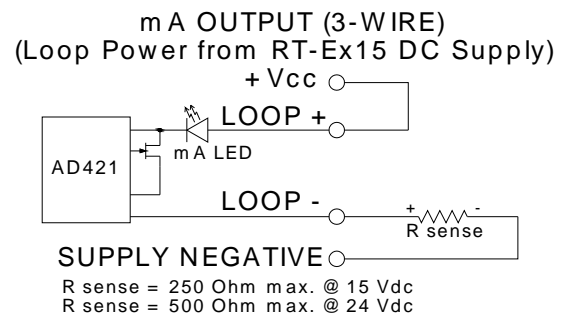 mA OUTPUT (3-WIRE)
(Loop Power from RT-Ex15 DC Supply)
+Vcc
LOOP +
mA LED
AD421
LOOP -
+ -
R sense
SUPPLY NEGATIVE
R sense = 250 Ohm max. @ 15 Vdc
R sense = 500 Ohm max. @ 24 Vdc